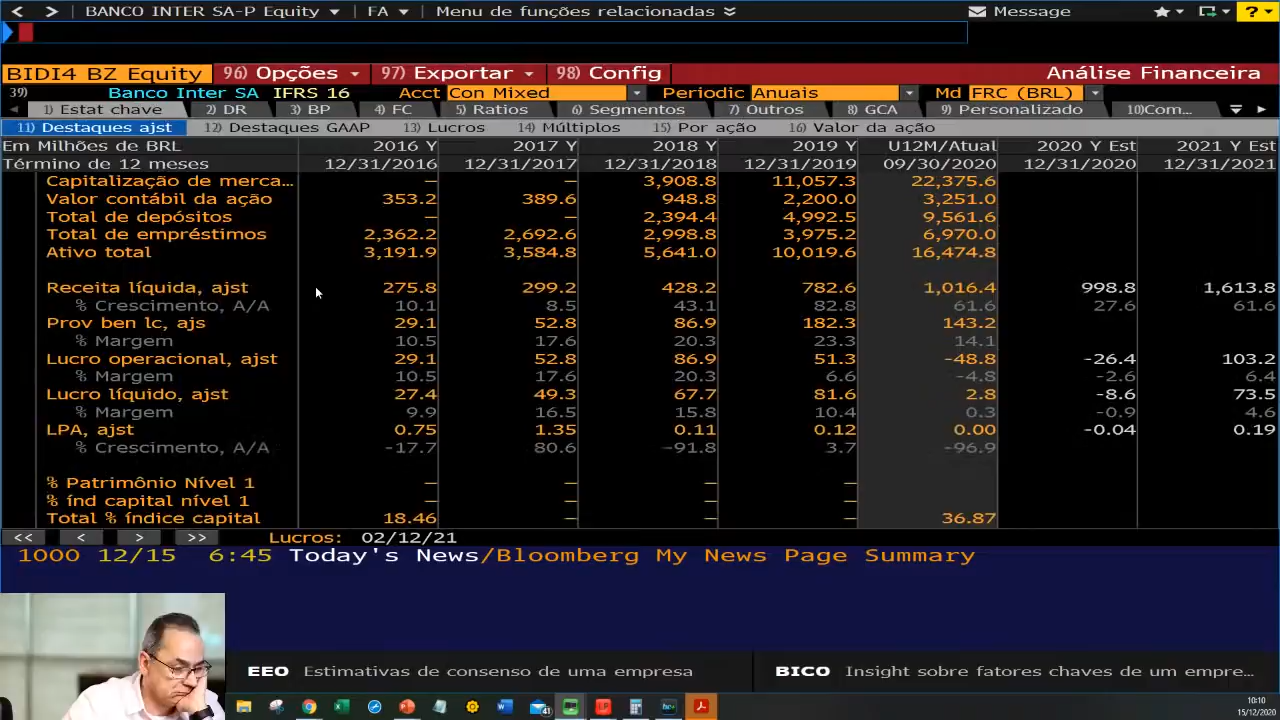 BANCO INTER SA-P Equity FA Menu de funções relacionadas Message ?
BIDI4 BZ Equity 96) Opções 97) Exportar 98) Config Análise Financeira
39) Banco Inter SA IFRS 16 Acct Con Mixed Periodic Anuais Md FRC (BRL)
1) Estat chave 2) DR 3) BP 4) FC 5) Ratios 6) Segmentos 7) Outros 8) GCA 9) Personalizado 10)Com...
11) Destaques ajst 12) Destaques GAAP 13) Lucros 14) Múltiplos 15) Por ação 16) Valor da ação
Em Milhões de BRL 2016 Y 2017 Y 2018 Y 2019 Y U12M/Atual 2020 Y Est 2021 Y Est
Término de 12 meses 12/31/2016 12/31/2017 12/31/2018 12/31/2019 09/30/2020 12/31/2020 12/31/2021
Capitalização de merca... – – 3,908.8 11,057.3 22,375.6
Valor contábil da ação 353.2 389.6 948.8 2,200.0 3,251.0
Total de depósitos – – 2,394.4 4,992.5 9,561.6
Total de empréstimos 2,362.2 2,692.6 2,998.8 3,975.2 6,970.0
Ativo total 3,191.9 3,584.8 5,641.0 10,019.6 16,474.8
Receita líquida, ajst 275.8 299.2 428.2 782.6 1,016.4 998.8 1,613.8
% Crescimento, A/A 10.1 8.5 43.1 82.8 61.6 27.6 61.6
Prov ben lc, ajs 29.1 52.8 86.9 182.3 143.2
% Margem 10.5 17.6 20.3 23.3 14.1
Lucro operacional, ajst 29.1 52.8 86.9 51.3 -48.8 -26.4 103.2
% Margem 10.5 17.6 20.3 6.6 -4.8 -2.6 6.4
Lucro líquido, ajst 27.4 49.3 67.7 81.6 2.8 -8.6 73.5
% Margem 9.9 16.5 15.8 10.4 0.3 -0.9 4.6
LPA, ajst 0.75 1.35 0.11 0.12 0.00 -0.04 0.19
% Crescimento, A/A -17.7 80.6 -91.8 3.7 -96.9
% Patrimônio Nível 1 – – – –
% índ capital nível 1 – – – –
Total % índice capital 18.46 – – – 36.87
<< < > >> Lucros: 02/12/21
1000 12/15 6:45 Today's News/Bloomberg My News Page Summary
EEO Estimativas de consenso de uma empresa BICO Insight sobre fatores chaves de um empre...
10:10
15/12/2020